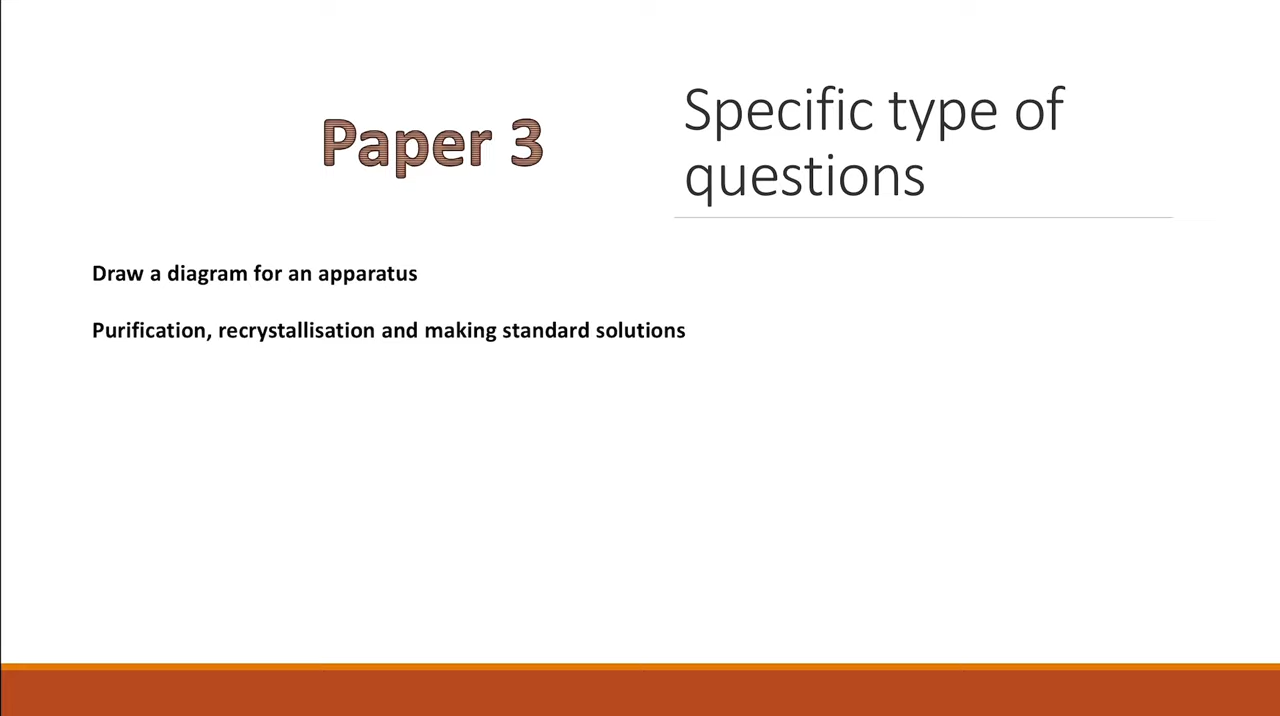 Paper 3
Specific type of
questions
Draw a diagram for an apparatus
Purification, recrystallisation and making standard solutions